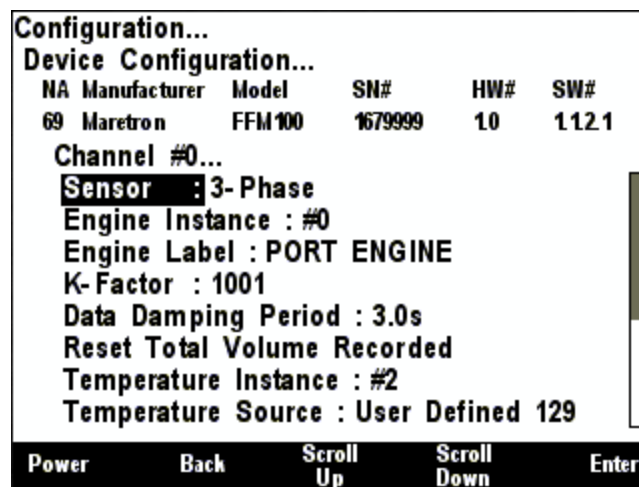 Configuration...
Device Configuration...
NA Manufacturer Model SN# HW# SW#
69 Maretron FFM100 1679999 1.0 1.1.2.1
Channel #0...
Sensor : 3-Phase
Engine Instance : #0
Engine Label : PORT ENGINE
K-Factor : 1001
Data Damping Period : 3.0s
Reset Total Volume Recorded
Temperature Instance : #2
Temperature Source : User Defined 129
Power Back Scroll Up Scroll Down Enter